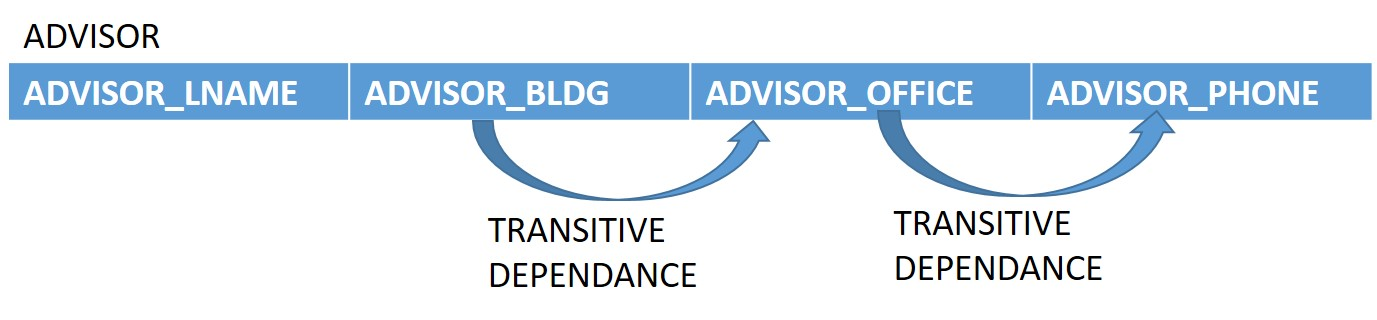 ADVISOR
ADVISOR_LNAME ADVISOR_BLDG ADVISOR_OFFICE ADVISOR_PHONE
TRANSITIVE
DEPENDANCE
TRANSITIVE
DEPENDANCE